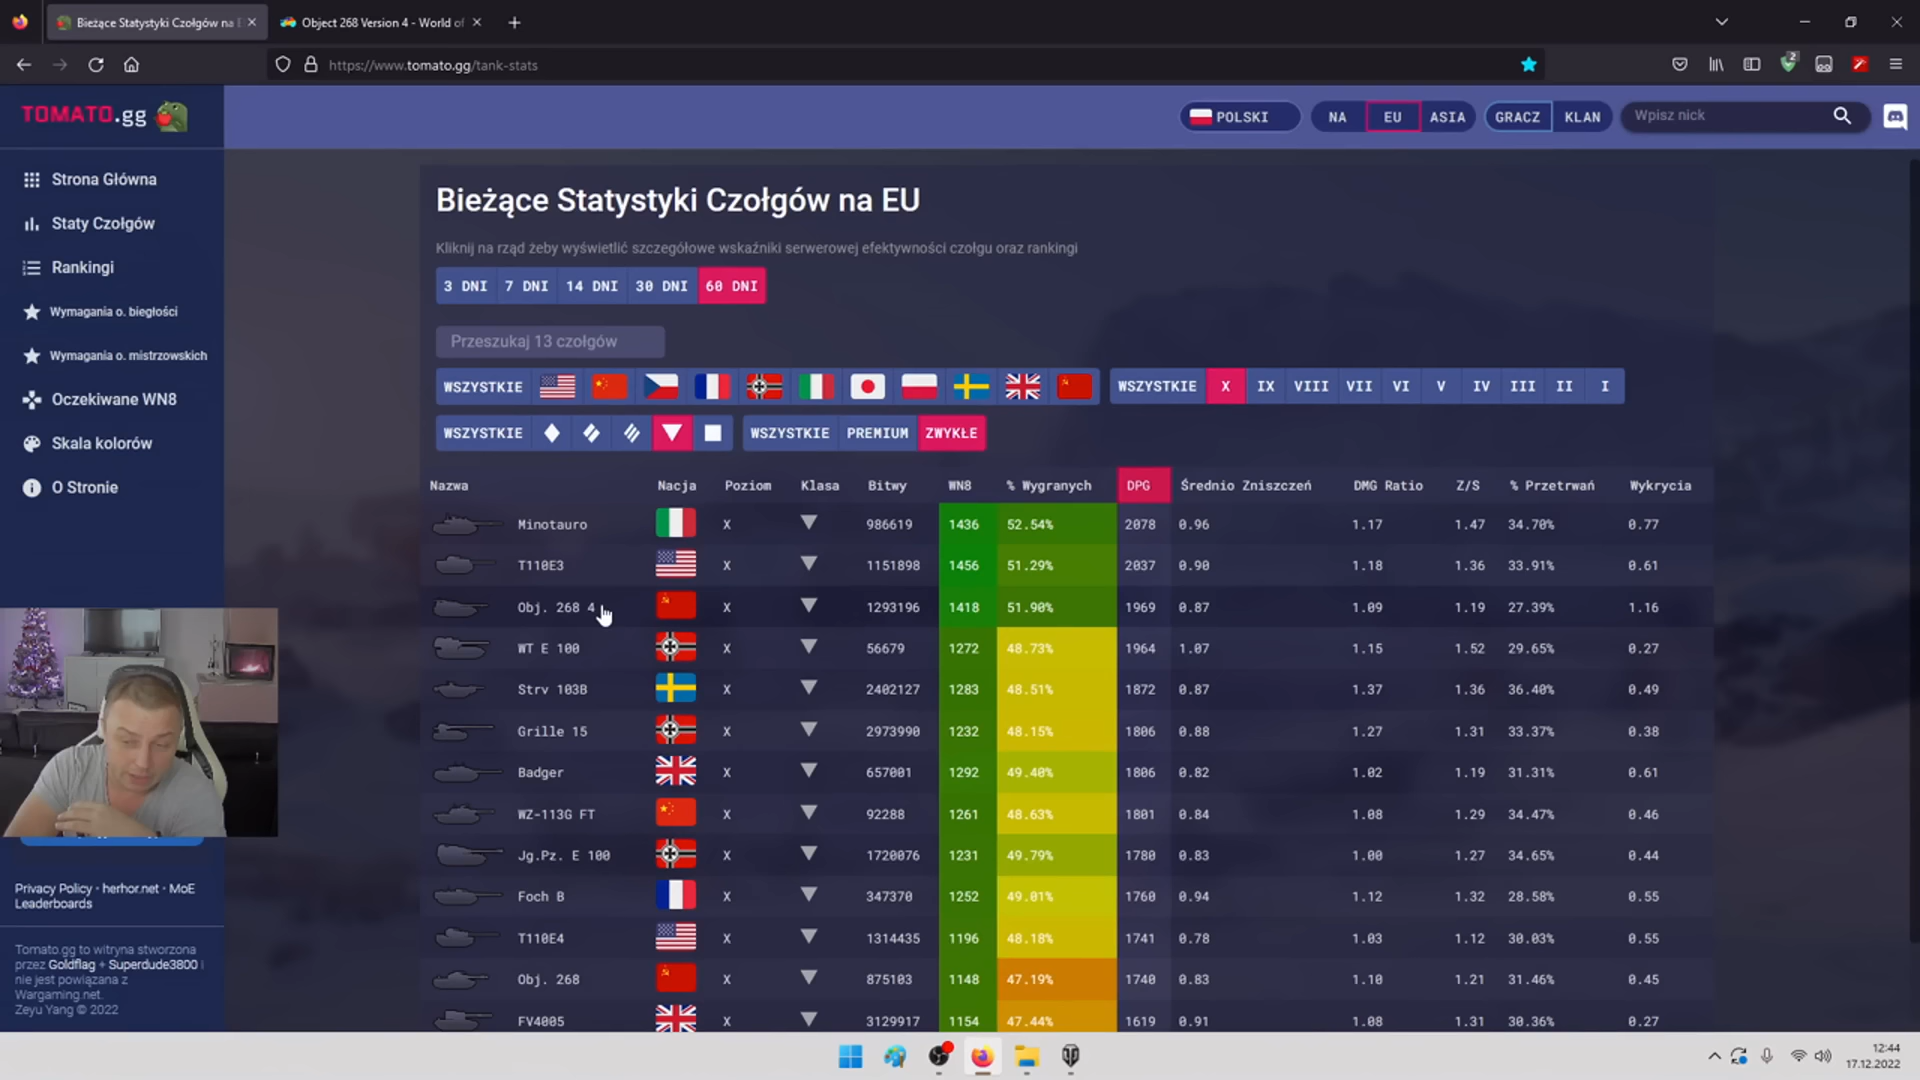 Bieżące Statystyki Czołgów na E
Object 268 Version 4 - World of
https://www.tomato.gg/tank-stats
2
TOMATO.gg
POLSKI
NA EU ASIA
GRACZ KLAN
Wpisz nick
Strona Główna
Staty Czołgów
Rankingi
Wymagania o. biegłości
Wymagania o. mistrzowskich
Oczekiwane WN8
Skala kolorów
O Stronie
Bieżące Statystyki Czołgów na EU
Kliknij na rząd żeby wyświetlić szczegółowe wskaźniki serwerowej efektywności czołgu oraz rankingi
3 DNI 7 DNI 14 DNI 30 DNI 60 DNI
Przeszukaj 13 czołgów
WSZYSTKIE
WSZYSTKIE X IX VIII VII VI V IV III II I
WSZYSTKIE
WSZYSTKIE PREMIUM ZWYKŁE
Nazwa Nacja Poziom Klasa Bitwy WN8 % Wygranych DPG Średnio Zniszczeń DMG Ratio Z/S % Przetrwań Wykrycia
Minotauro X 986619 1436 52.54% 2078 0.96 1.17 1.47 34.70% 0.77
T110E3 X 1151898 1456 51.29% 2037 0.90 1.18 1.36 33.91% 0.61
Obj. 268 4 X 1293196 1418 51.90% 1969 0.87 1.09 1.19 27.39% 1.16
WT E 100 X 56679 1272 48.73% 1964 1.07 1.15 1.52 29.65% 0.27
Strv 103B X 2402127 1283 48.51% 1872 0.87 1.37 1.36 36.40% 0.49
Grille 15 X 2973990 1232 48.15% 1806 0.88 1.27 1.31 33.37% 0.38
Badger X 657001 1292 49.40% 1806 0.82 1.02 1.19 31.31% 0.61
WZ-113G FT X 92288 1261 48.63% 1801 0.84 1.08 1.29 34.47% 0.46
Jg.Pz. E 100 X 1720076 1231 49.79% 1780 0.83 1.00 1.27 34.65% 0.44
Foch B X 347370 1252 49.01% 1760 0.94 1.12 1.32 28.58% 0.55
T110E4 X 1314435 1196 48.18% 1741 0.78 1.03 1.12 30.03% 0.55
Obj. 268 X 875103 1148 47.19% 1740 0.83 1.10 1.21 31.46% 0.45
FV4005 X 3129917 1154 47.44% 1619 0.91 1.08 1.31 30.36% 0.27
Privacy Policy • herhor.net • MoE
Leaderboards
Tomato.gg to witryna stworzona
przez Goldflag + Superdude3800 i
nie jest powiązana z
Wargaming.net.
Zeyu Yang © 2022
12:44
17.12.2022